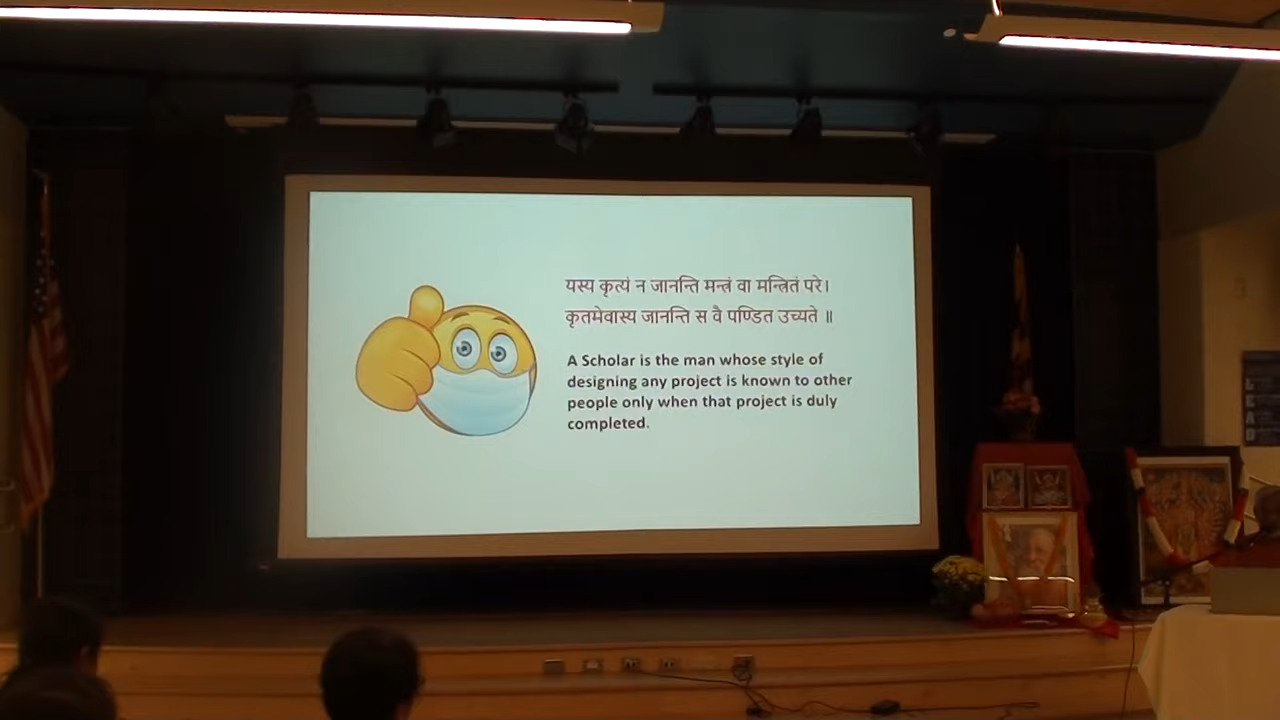 यस्य कृत्यं न जानन्ति मन्त्रं वा मन्त्रितं परे।
कृतमेवास्य जानन्ति स वै पण्डित उच्यते ॥
A Scholar is the man whose style of
designing any project is known to other
people only when that project is duly
completed.
L
E
A
D